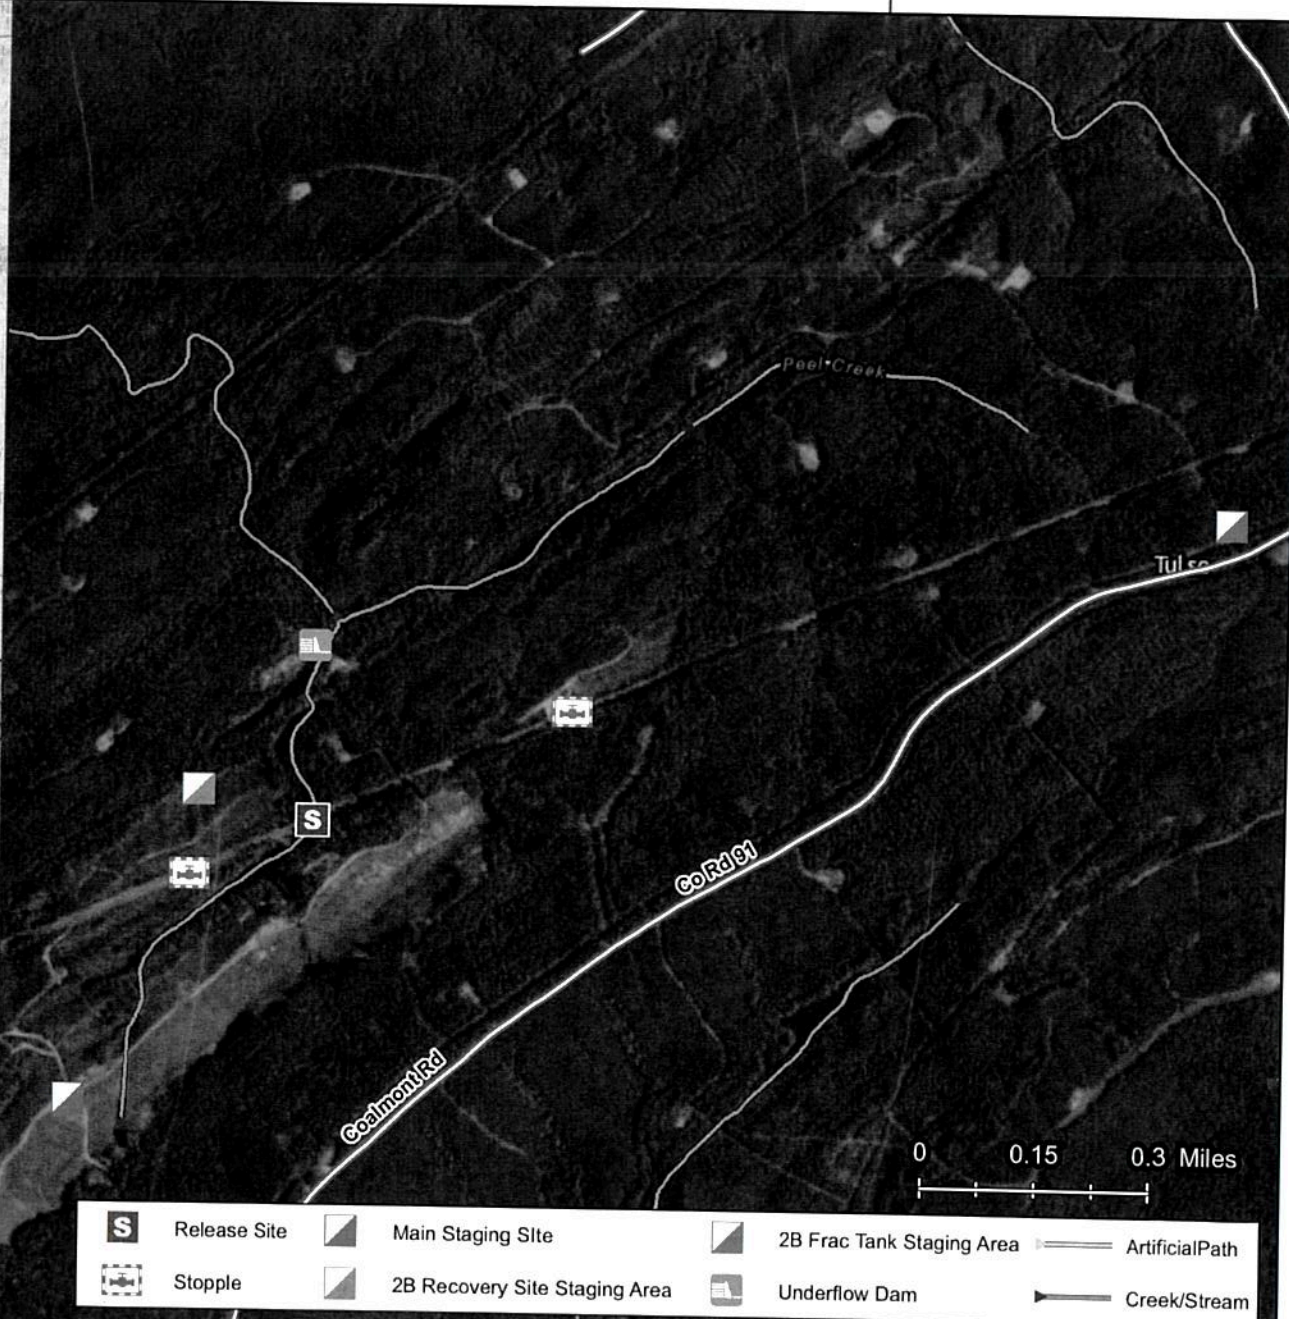 Peel Creek
Tulsa
Co Rd 91
S
Coalmont Rd
0 0.15 0.3 Miles
S Release Site
Main Staging SIte
2B Frac Tank Staging Area
ArtificialPath
Stopple
2B Recovery Site Staging Area
Underflow Dam
Creek/Stream